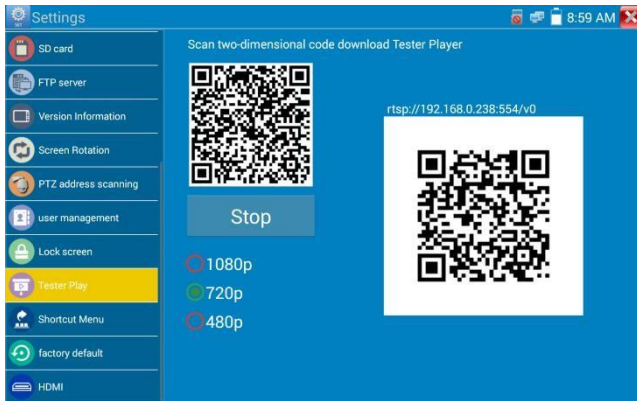 Settings
8:59 AM
SD card
FTP server
Version Information
Screen Rotation
PTZ address scanning
user management
Lock screen
Tester Play
Shortcut Menu
factory default
HDMI
Scan two-dimensional code download Tester Player
Stop
1080p
720p
480p
rtsp://192.168.0.238:554/v0